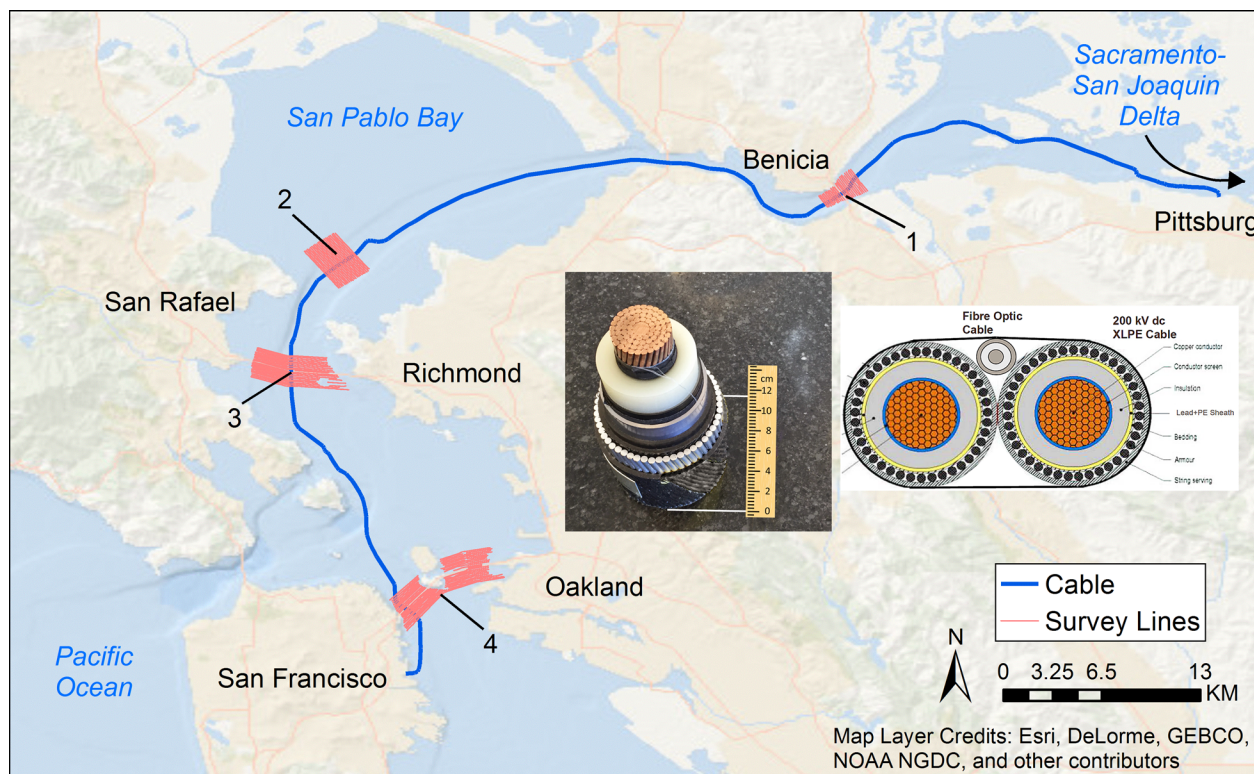 Sacramento-
San Joaquin
Delta
San Pablo Bay
Benicia
2
1
Pittsburg
San Rafael
Fibre Optic
Cable
200 kV dc
XLPE Cable
Copper conductor
Conductor screen
Insulation
Lead+PE Sheath
Bedding
Armour
String serving
cm
12
10
8
6
4
2
0
Richmond
3
Oakland
4
Cable
Survey Lines
Pacific
Ocean
San Francisco
N
0 3.25 6.5 13
KM
Map Layer Credits: Esri, DeLorme, GEBCO,
NOAA NGDC, and other contributors